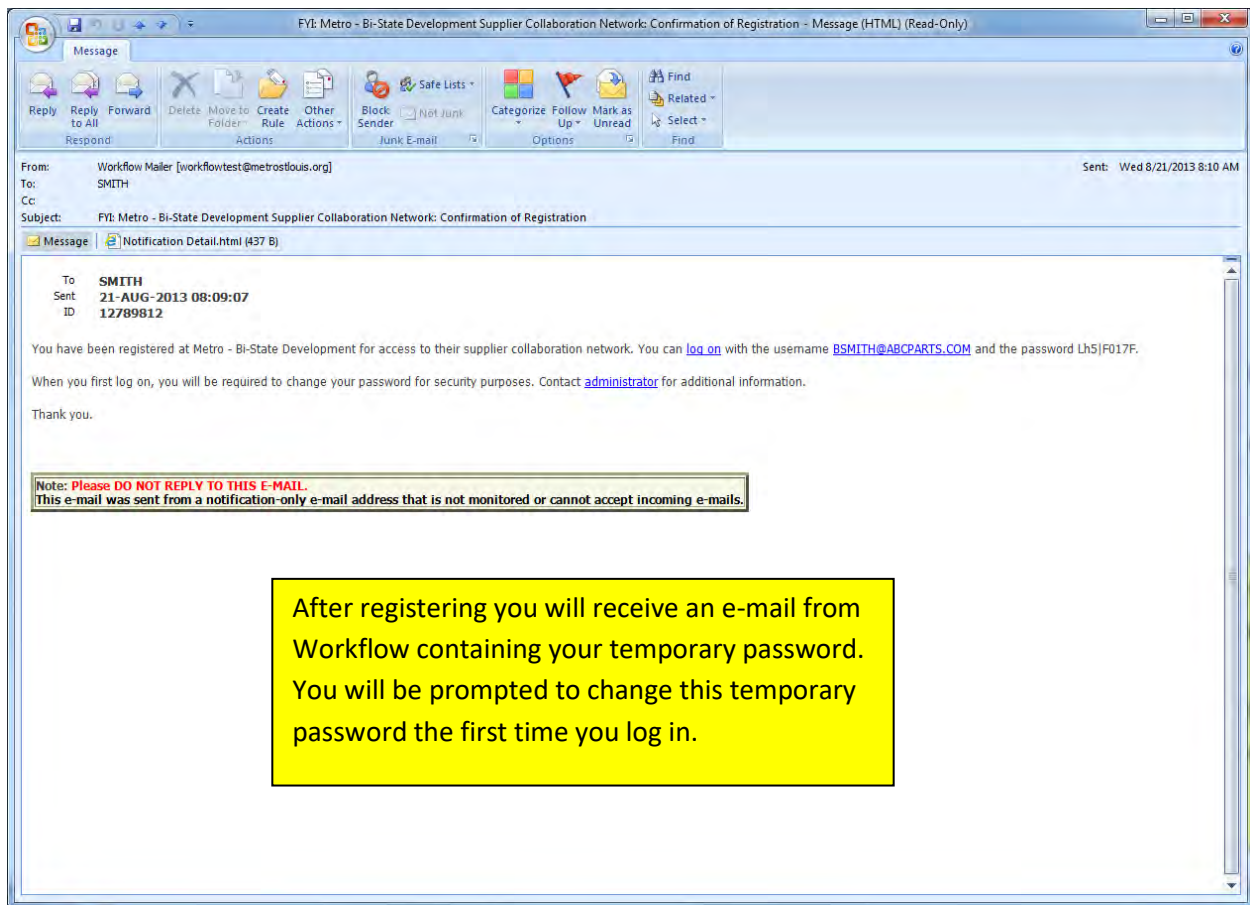 FYI: Metro - Bi-State Development Supplier Collaboration Network: Confirmation of Registration - Message (HTML) (Read-Only)
Message
Reply Reply to All Forward
Respond
Delete Move to Folder Create Rule Other Actions
Actions
Block Sender Safe Lists Not Junk
Junk E-mail
Categorize Follow Up Mark as Unread
Options
Find
Related
Select
Find
From: Workflow Mailer [workflowtest@metrostlouis.org] Sent: Wed 8/21/2013 8:10 AM
To: SMITH
Cc:
Subject: FYI: Metro - Bi-State Development Supplier Collaboration Network: Confirmation of Registration
Message Notification Detail.html (437 B)
To SMITH
Sent 21-AUG-2013 08:09:07
ID 12789812
You have been registered at Metro - Bi-State Development for access to their supplier collaboration network. You can log on with the username BSMITH@ABCPARTS.COM and the password Lh5|F017F.
When you first log on, you will be required to change your password for security purposes. Contact administrator for additional information.
Thank you.
Note: Please DO NOT REPLY TO THIS E-MAIL.
This e-mail was sent from a notification-only e-mail address that is not monitored or cannot accept incoming e-mails.
After registering you will receive an e-mail from
Workflow containing your temporary password.
You will be prompted to change this temporary
password the first time you log in.